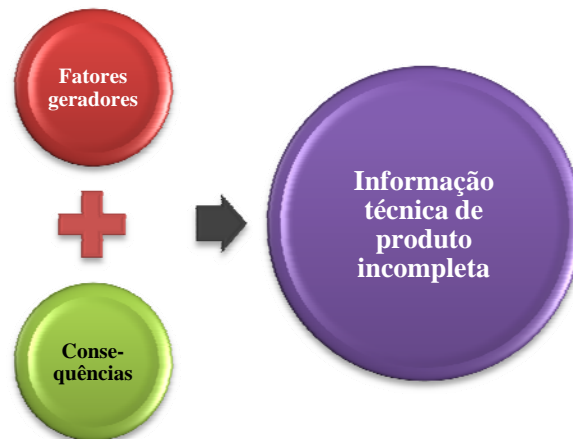 Fatores
geradores
Conse-
quências
Informação
técnica de
produto
incompleta